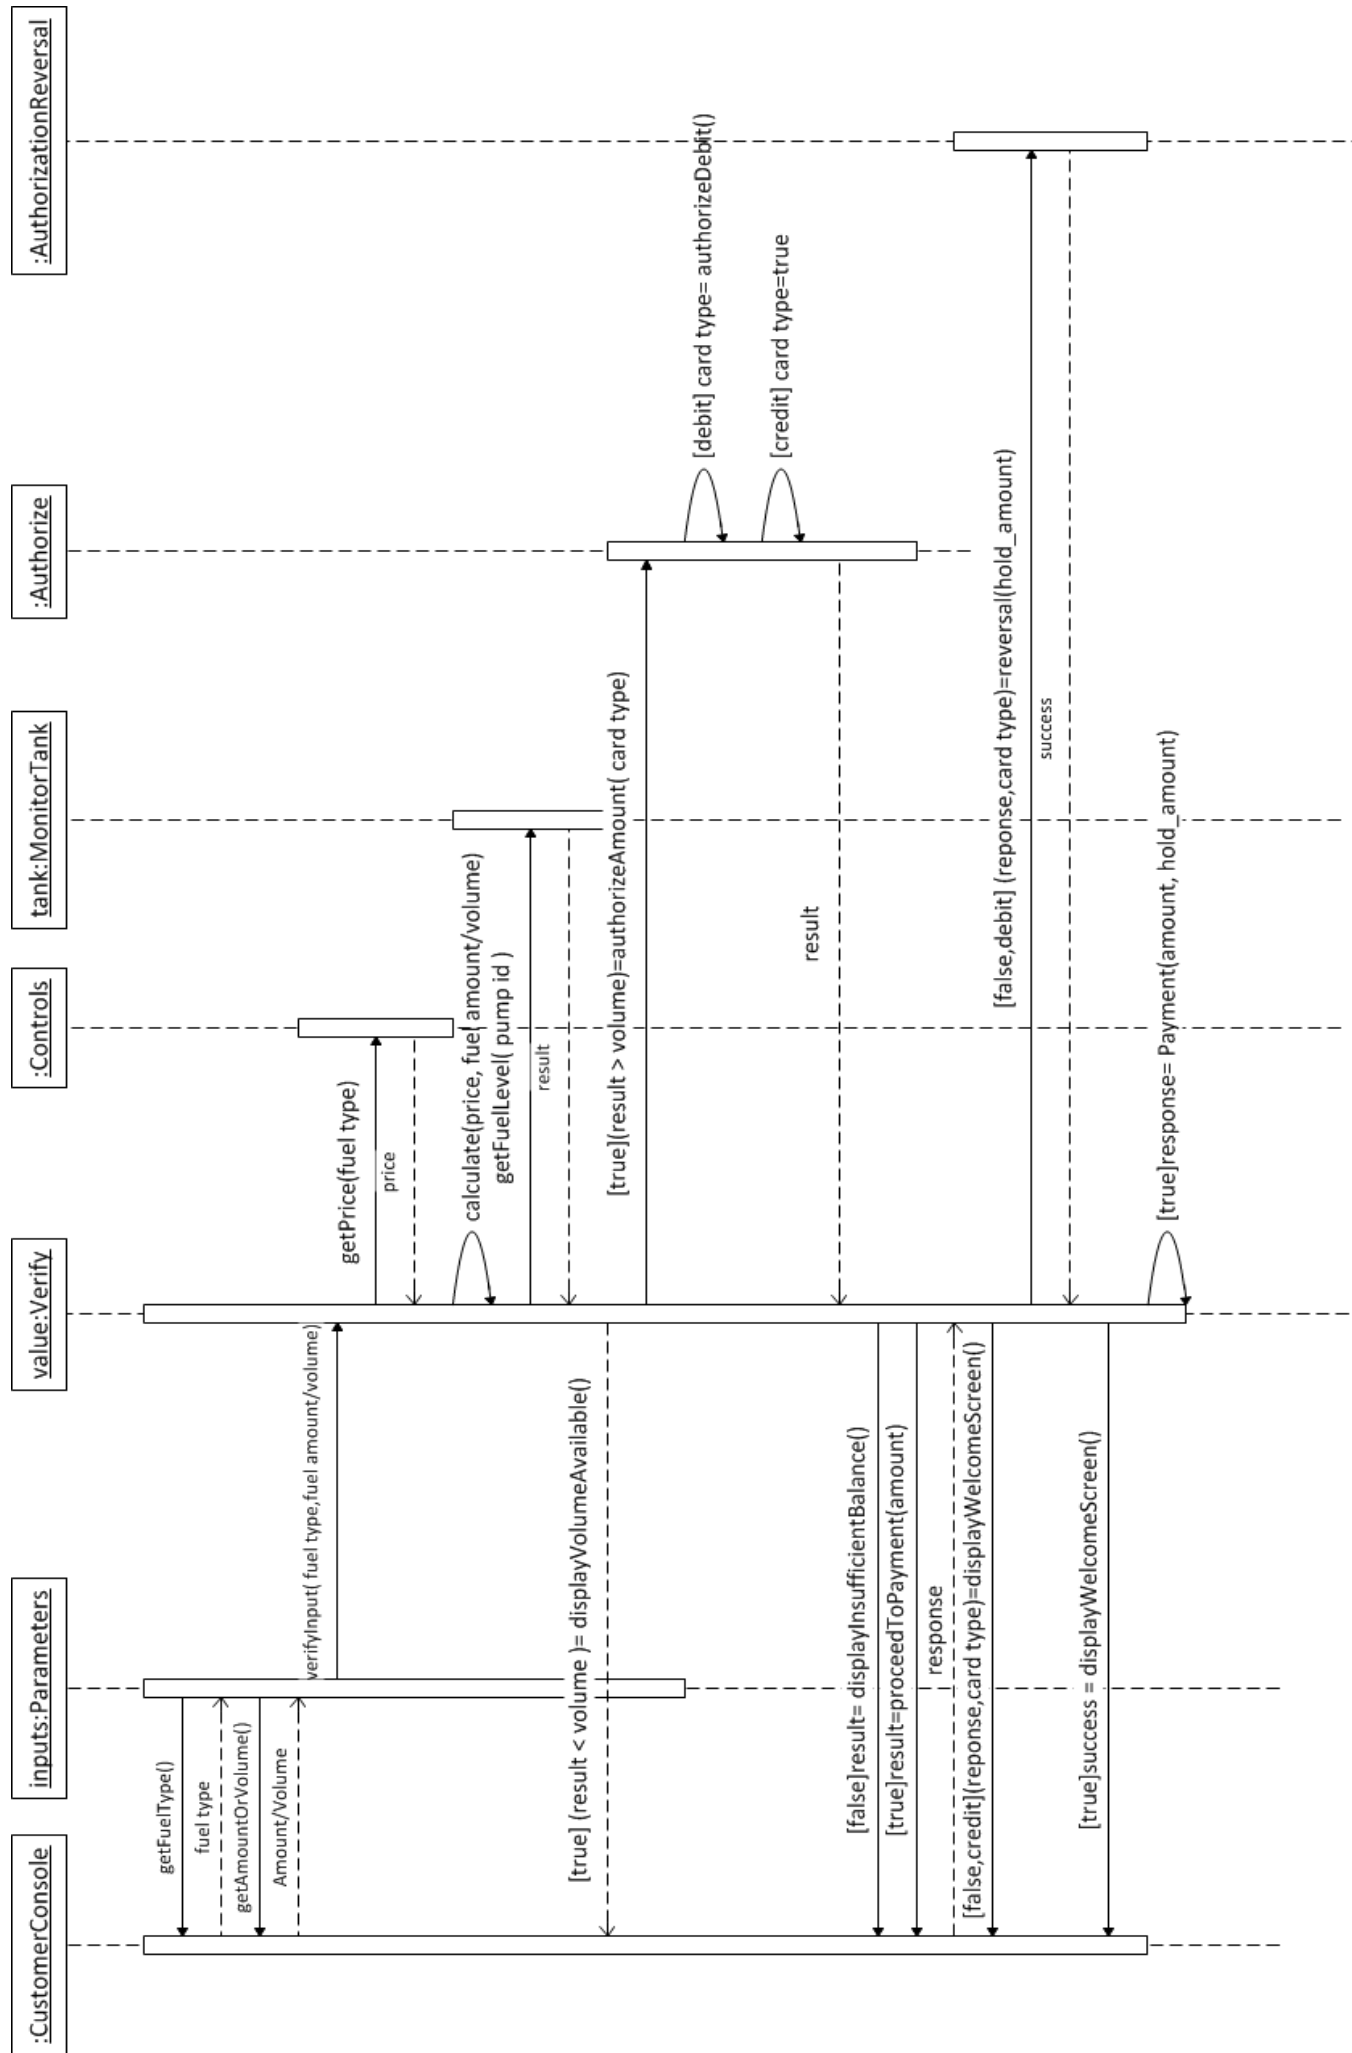 :CustomerConsole
inputs:Parameters
value:Verify
:Controls
tank:MonitorTank
:Authorize
:AuthorizationReversal
getFuelType()
fuel type
getAmountOrVolume()
Amount/Volume
verifyInput( fuel type,fuel amount/volume)
getPrice(fuel type)
price
calculate(price, fuel amount/volume)
getFuelLevel( pump id )
result
[true] (result < volume )= displayVolumeAvailable()
[true](result > volume)=authorizeAmount( card type)
[debit] card type= authorizeDebit()
[credit] card type=true
result
[false]result= displayInsufficientBalance()
[true]result=proceedToPayment(amount)
response
[false,credit](reponse,card type)=displayWelcomeScreen()
[false,debit] (reponse,card type)=reversal(hold_amount)
success
[true]success = displayWelcomeScreen()
[true]response= Payment(amount, hold_amount)